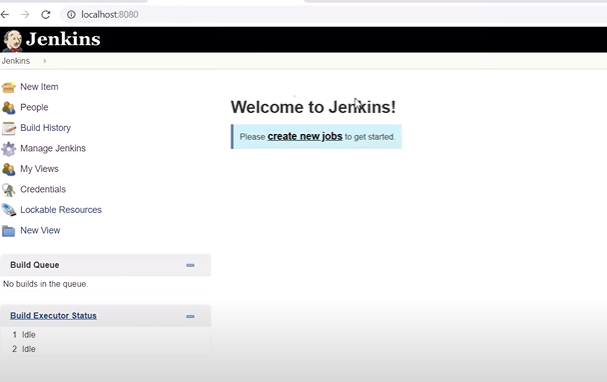 localhost:8080
Jenkins
Jenkins
New Item
People
Build History
Manage Jenkins
My Views
Credentials
Lockable Resources
New View
Welcome to Jenkins!
Please create new jobs to get started.
Build Queue
No builds in the queue.
Build Executor Status
1 Idle
2 Idle